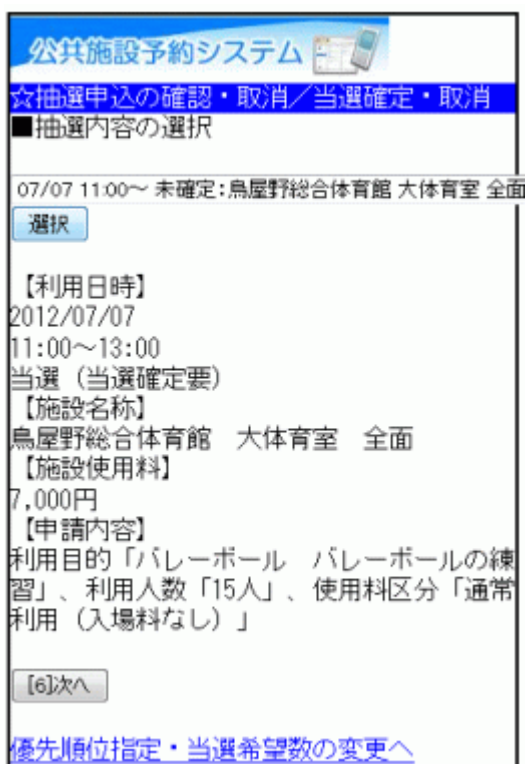 公共施設予約システム
☆抽選申込の確認・取消／当選確定・取消
■抽選内容の選択
07/07 11:00～ 未確定:鳥屋野総合体育館 大体育室 全面
選択
【利用日時】
2012/07/07
11:00～13:00
当選（当選確定要）
【施設名称】
鳥屋野総合体育館　大体育室　全面
【施設使用料】
7,000円
【申請内容】
利用目的「バレーボール　バレーボールの練
習」、利用人数「15人」、使用料区分「通常
利用（入場料なし）」
[6]次へ
優先順位指定・当選希望数の変更へ